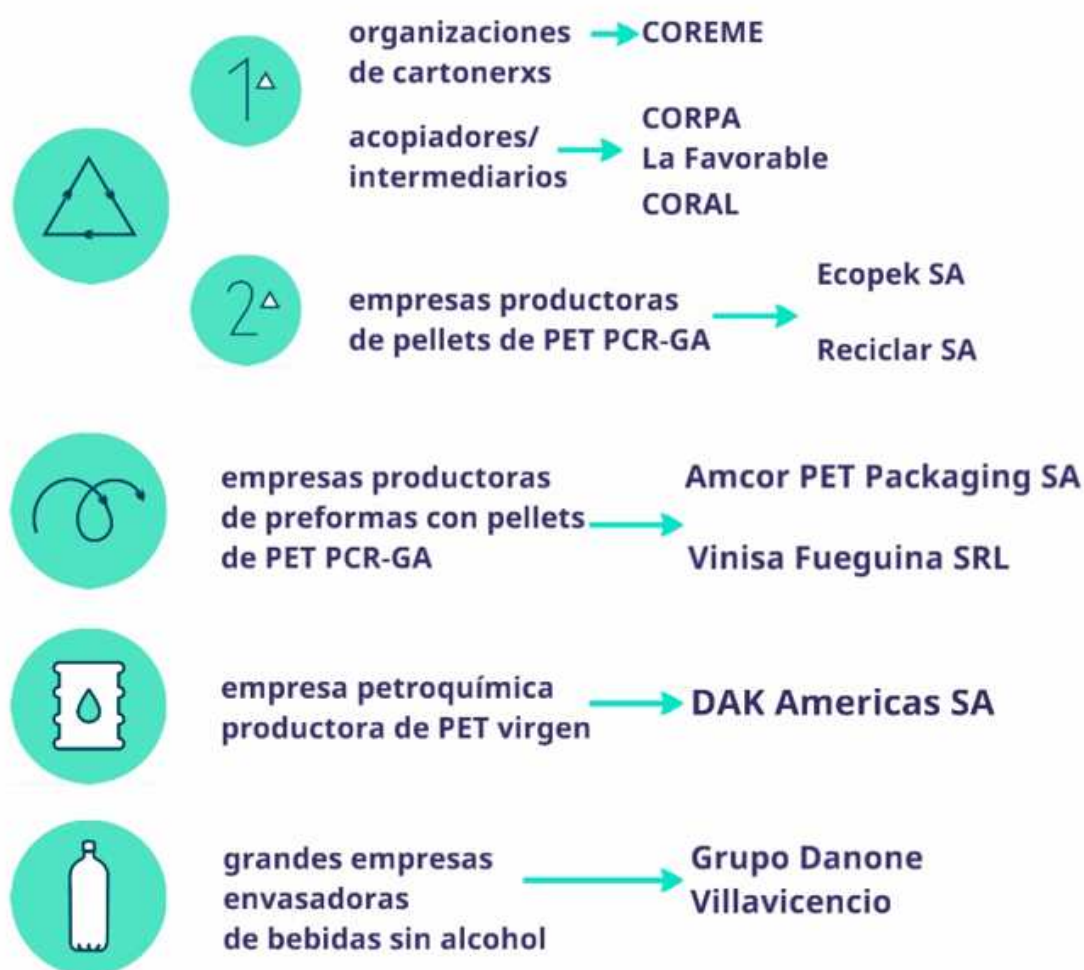 1
organizaciones
de cartonerxs
COREME
acopiadores/
intermediarios
CORPA
La Favorable
CORAL
2
empresas productoras
de pellets de PET PCR-GA
Ecopek SA
Reciclar SA
empresas productoras
de preformas con pellets
de PET PCR-GA
Amcor PET Packaging SA
Vinisa Fueguina SRL
empresa petroquímica
productora de PET virgen
DAK Americas SA
grandes empresas
envasadoras
de bebidas sin alcohol
Grupo Danone
Villavicencio